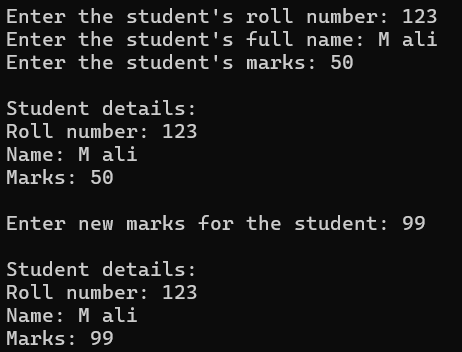 Enter the student's roll number: 123
Enter the student's full name: M ali
Enter the student's marks: 50
Student details:
Roll number: 123
Name: M ali
Marks: 50
Enter new marks for the student: 99
Student details:
Roll number: 123
Name: M ali
Marks: 99